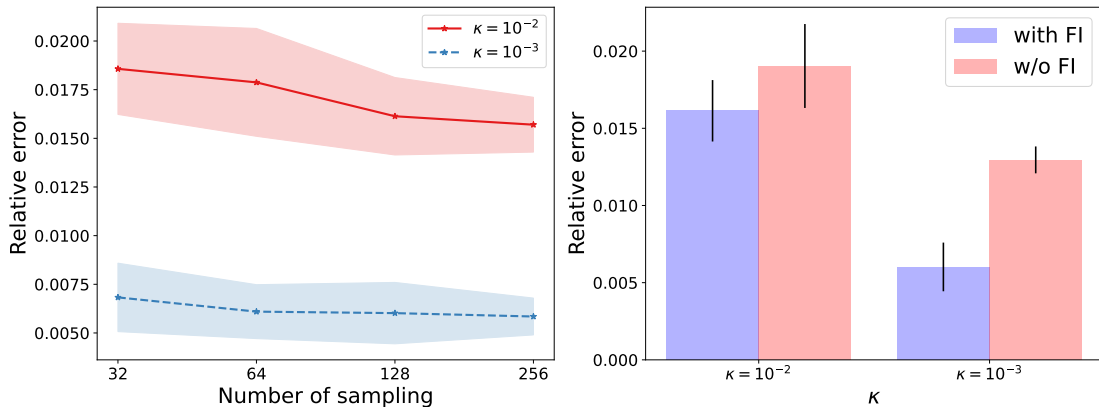 0.0200
0.0175
0.0150
0.0125
0.0100
0.0075
0.0050
Relative error
32
64
128
256
Number of sampling
κ = 10⁻²
κ = 10⁻³
0.020
0.015
0.010
0.005
0.000
Relative error
κ = 10⁻²
κ = 10⁻³
κ
with FI
w/o FI